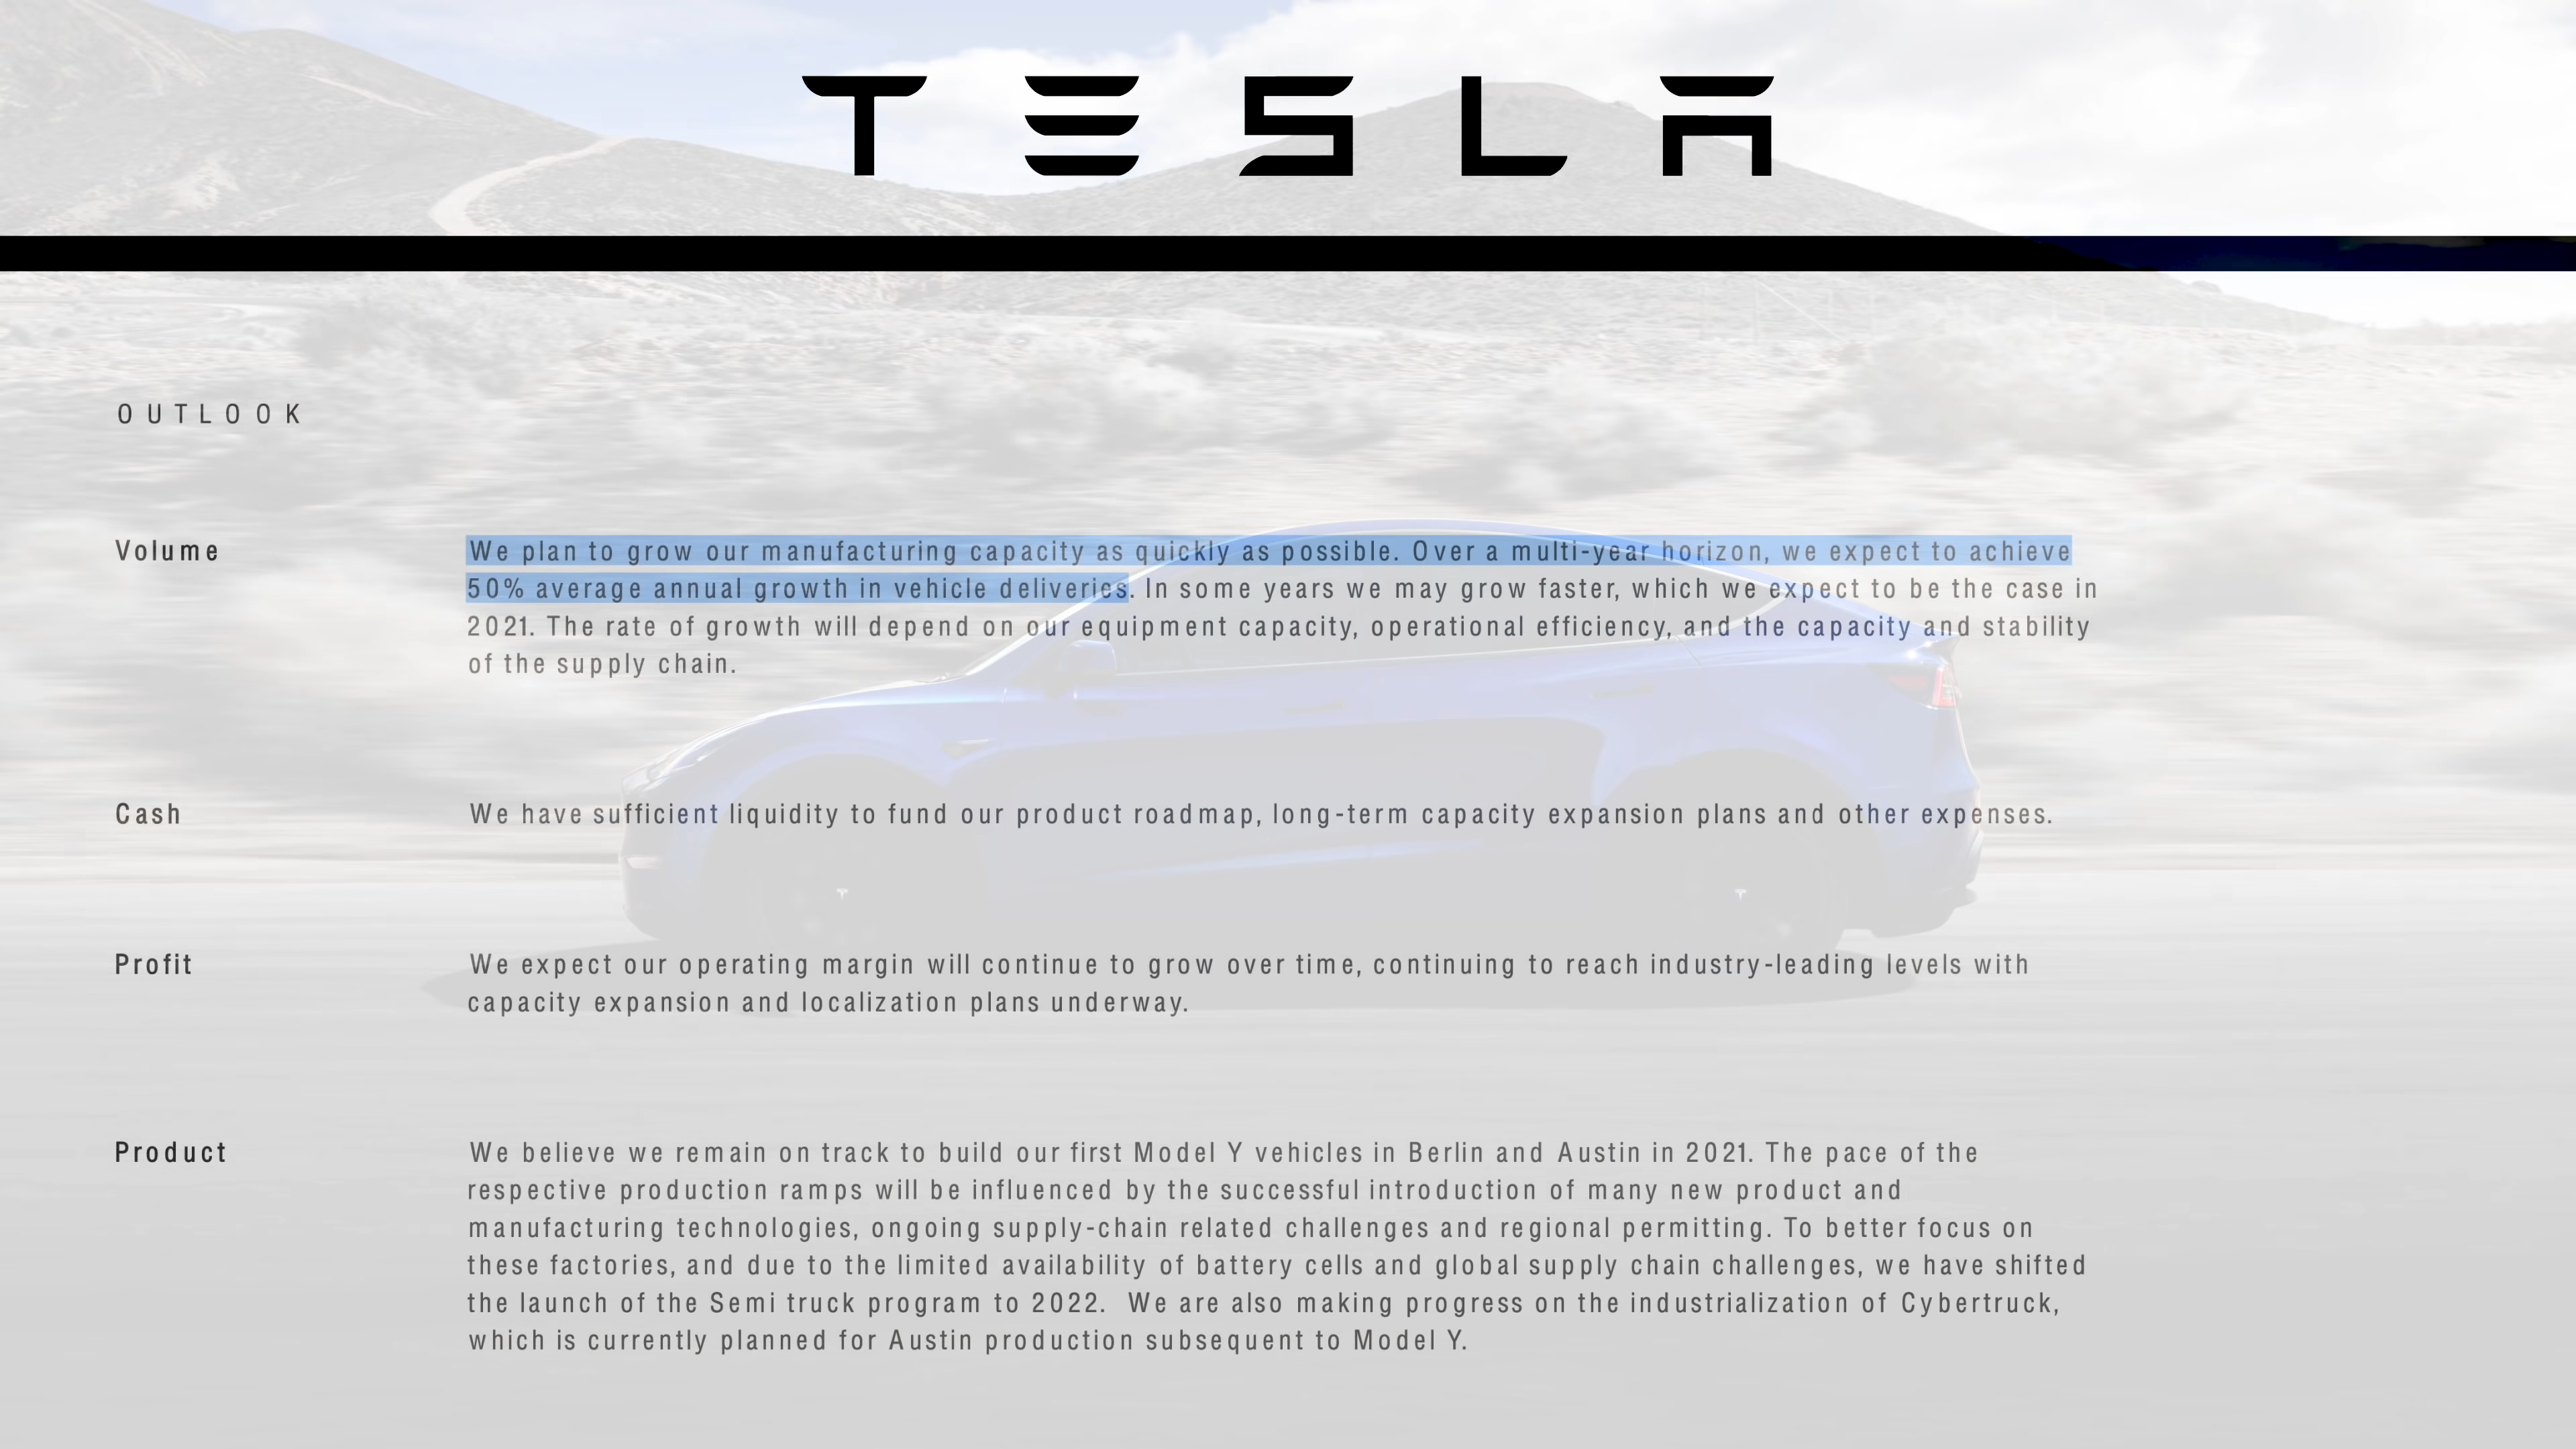 TESLA
OUTLOOK
Volume
We plan to grow our manufacturing capacity as quickly as possible. Over a multi-year horizon, we expect to achieve
50% average annual growth in vehicle deliveries. In some years we may grow faster, which we expect to be the case in
2021. The rate of growth will depend on our equipment capacity, operational efficiency, and the capacity and stability
of the supply chain.
Cash
We have sufficient liquidity to fund our product roadmap, long-term capacity expansion plans and other expenses.
Profit
We expect our operating margin will continue to grow over time, continuing to reach industry-leading levels with
capacity expansion and localization plans underway.
Product
We believe we remain on track to build our first Model Y vehicles in Berlin and Austin in 2021. The pace of the
respective production ramps will be influenced by the successful introduction of many new product and
manufacturing technologies, ongoing supply-chain related challenges and regional permitting. To better focus on
these factories, and due to the limited availability of battery cells and global supply chain challenges, we have shifted
the launch of the Semi truck program to 2022.  We are also making progress on the industrialization of Cybertruck,
which is currently planned for Austin production subsequent to Model Y.